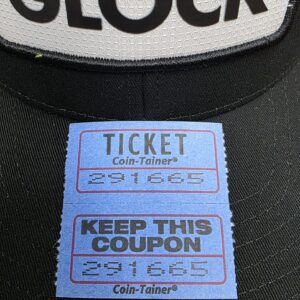 GLOCK
TICKET
Coin-Tainer®
291665
KEEP THIS
COUPON
291665
Coin-Tainer®